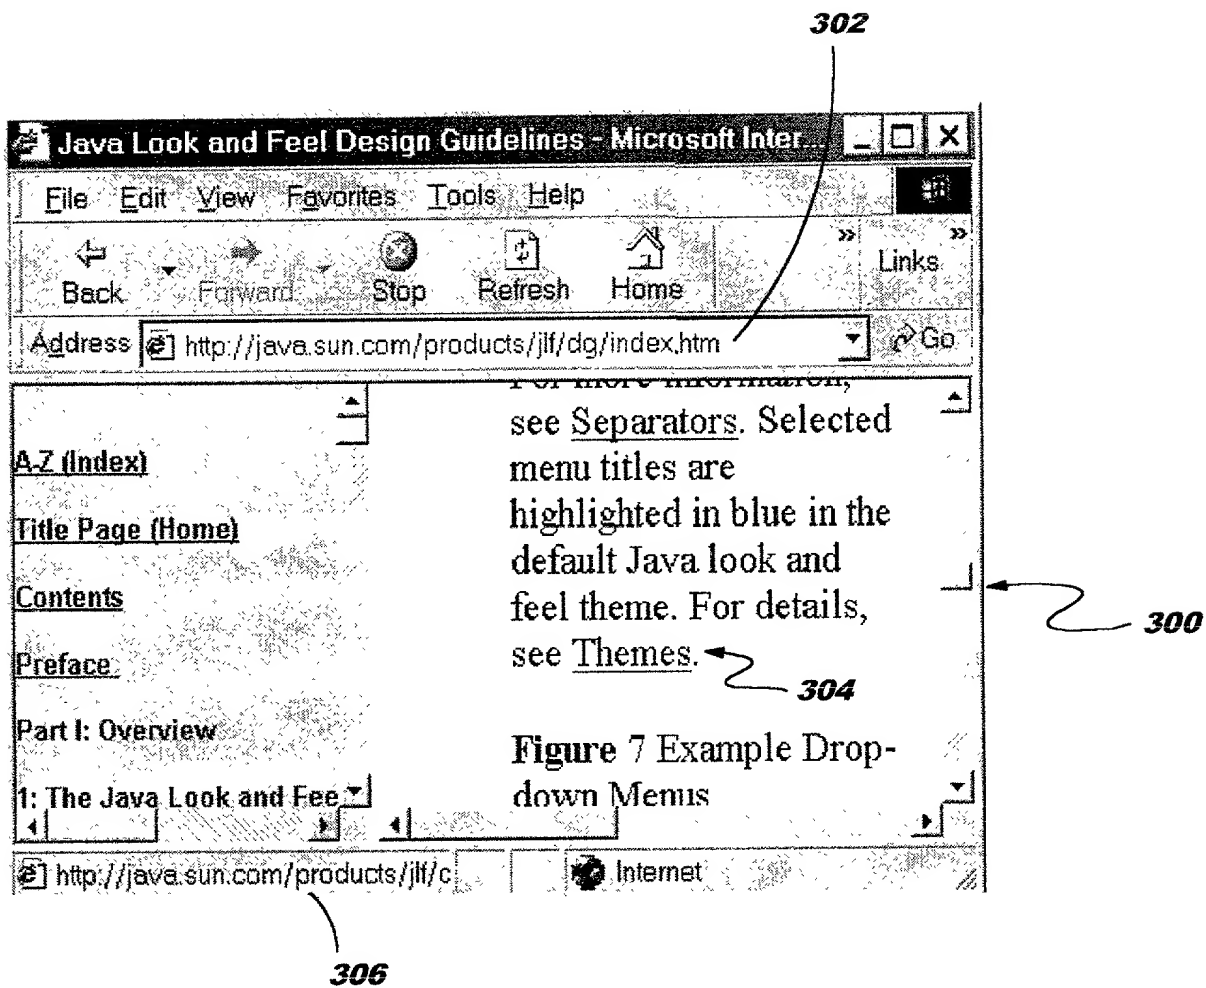 302
Java Look and Feel Design Guidelines - Microsoft Inter...
File Edit View Favorites Tools Help
Back Forward Stop Refresh Home » Links »
Address http://java.sun.com/products/jlf/dg/index.htm Go
A-Z (Index)
Title Page (Home)
Contents
Preface
Part I: Overview
1: The Java Look and Fee
For more information,
see Separators. Selected
menu titles are
highlighted in blue in the
default Java look and
feel theme. For details,
see Themes.
Figure 7 Example Drop-
down Menus
300
304
http://java.sun.com/products/jlf/c Internet
306